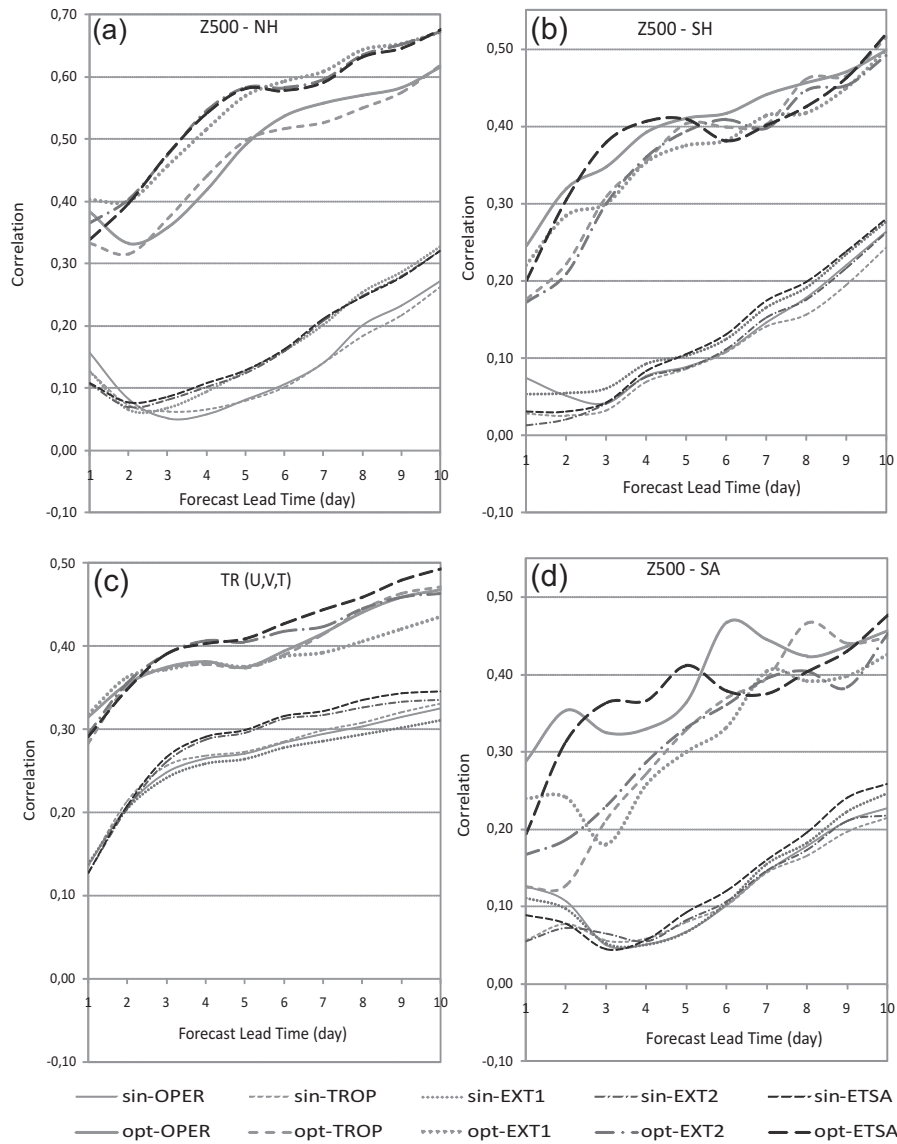 (a) Z500 - NH
0,70
0,60
0,50
0,40
0,30
0,20
0,10
0,00
-0,10
Correlation
1 2 3 4 5 6 7 8 9 10
Forecast Lead Time (day)
(b) Z500 - SH
0,50
0,40
0,30
0,20
0,10
0,00
-0,10
Correlation
1 2 3 4 5 6 7 8 9 10
Forecast Lead Time (day)
(c) TR (U,V,T)
0,50
0,40
0,30
0,20
0,10
0,00
-0,10
Correlation
1 2 3 4 5 6 7 8 9 10
Forecast Lead Time (day)
(d) Z500 - SA
0,50
0,40
0,30
0,20
0,10
0,00
-0,10
Correlation
1 2 3 4 5 6 7 8 9 10
Forecast Lead Time (day)
sin-OPER sin-TROP sin-EXT1 sin-EXT2 sin-ETSA
opt-OPER opt-TROP opt-EXT1 opt-EXT2 opt-ETSA